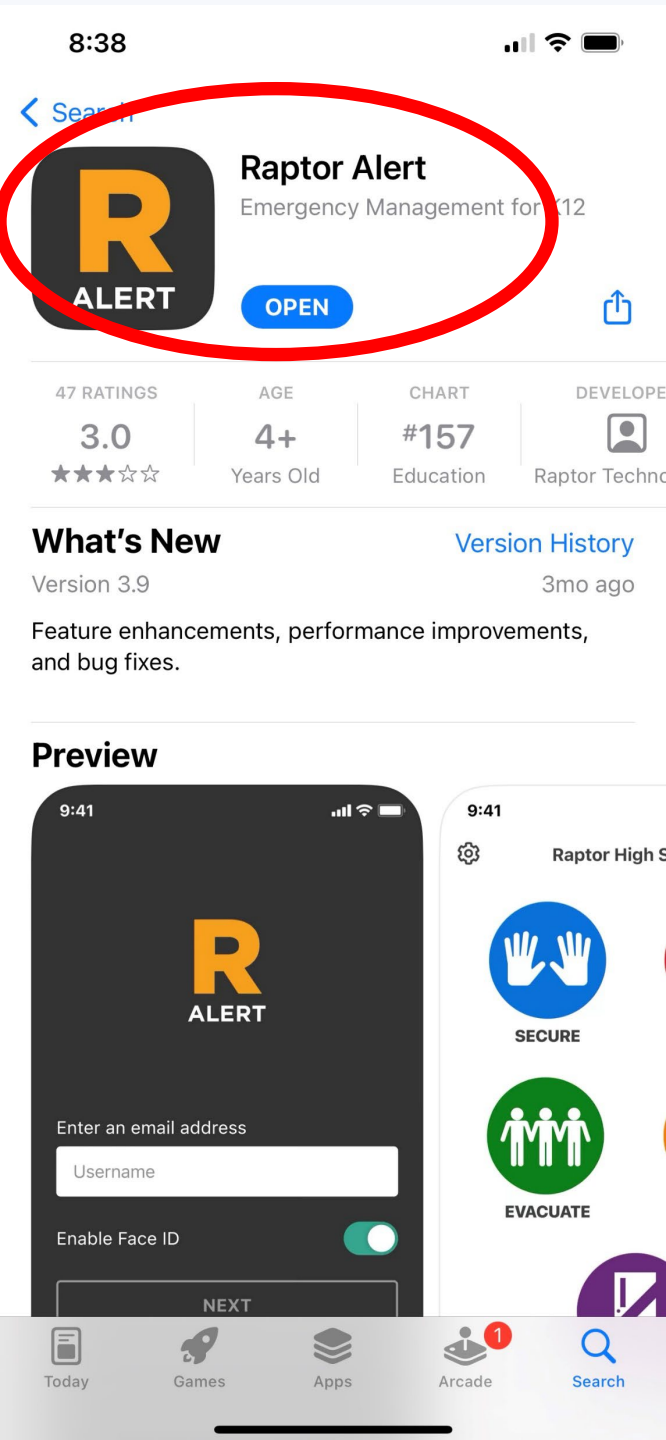 8:38
Search
R
ALERT
Raptor Alert
Emergency Management for K12
OPEN
47 RATINGS
3.0
AGE
4+
Years Old
CHART
#157
Education
DEVELOPE
Raptor Techno
What's New
Version History
Version 3.9
3mo ago
Feature enhancements, performance improvements,
and bug fixes.
Preview
9:41
R
ALERT
Enter an email address
Username
Enable Face ID
NEXT
9:41
Raptor High S
SECURE
EVACUATE
Today
Games
Apps
1
Arcade
Search